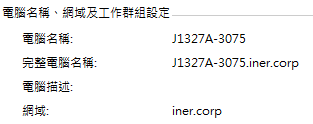 電腦名稱、網域及工作群組設定
電腦名稱: J1327A-3075
完整電腦名稱: J1327A-3075.iner.corp
電腦描述:
網域: iner.corp